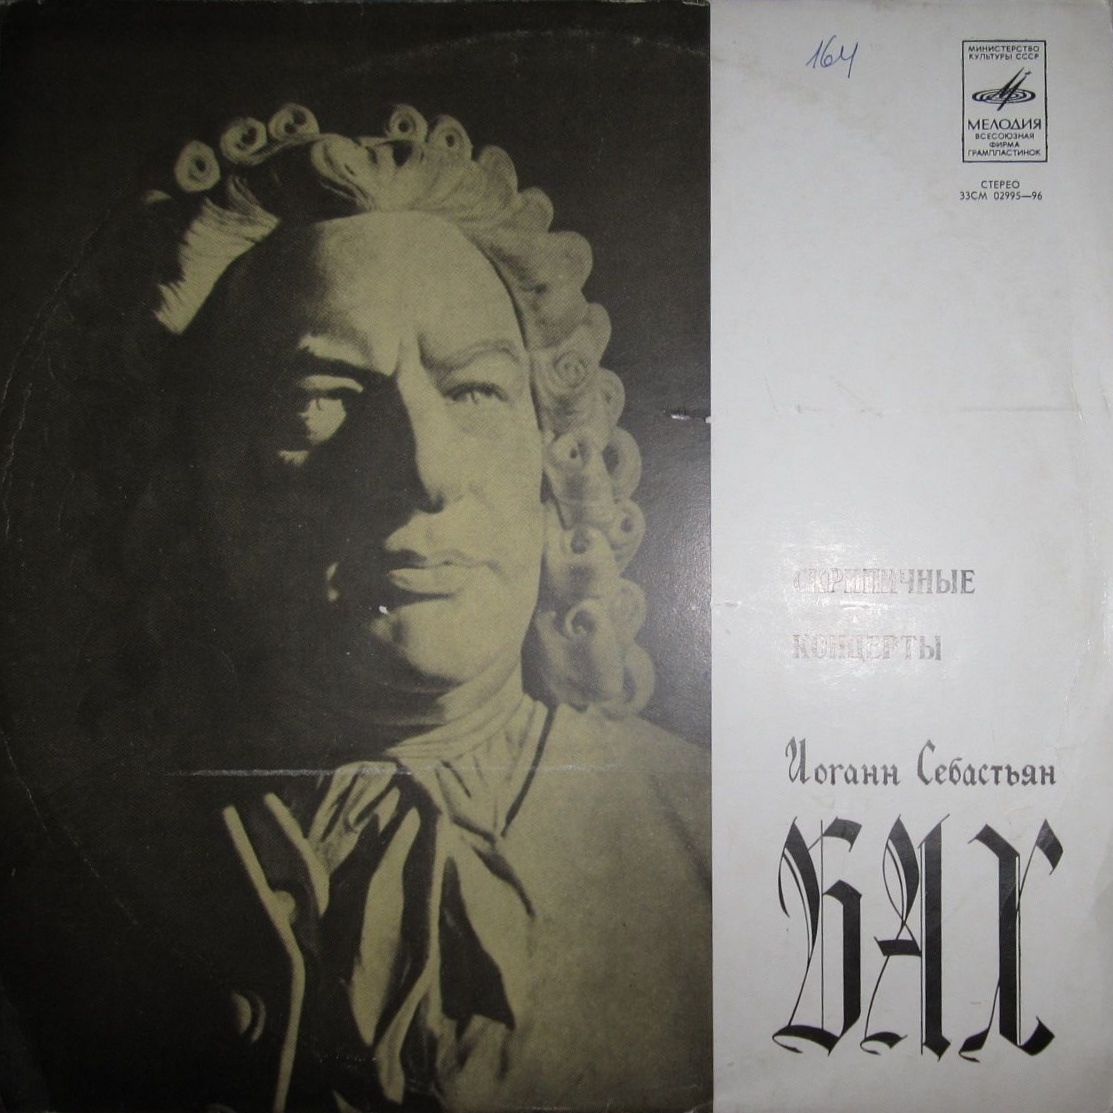 164
МИНИСТЕРСТВО
КУЛЬТУРЫ СССР
МЕЛОДИЯ
ВСЕСОЮЗНАЯ
ФИРМА
ГРАМПЛАСТИНОК
СТЕРЕО
33СМ 02995—96
СКРИПИЧНЫЕ
КОНЦЕРТЫ
Иоганн Себастьян
БАХ